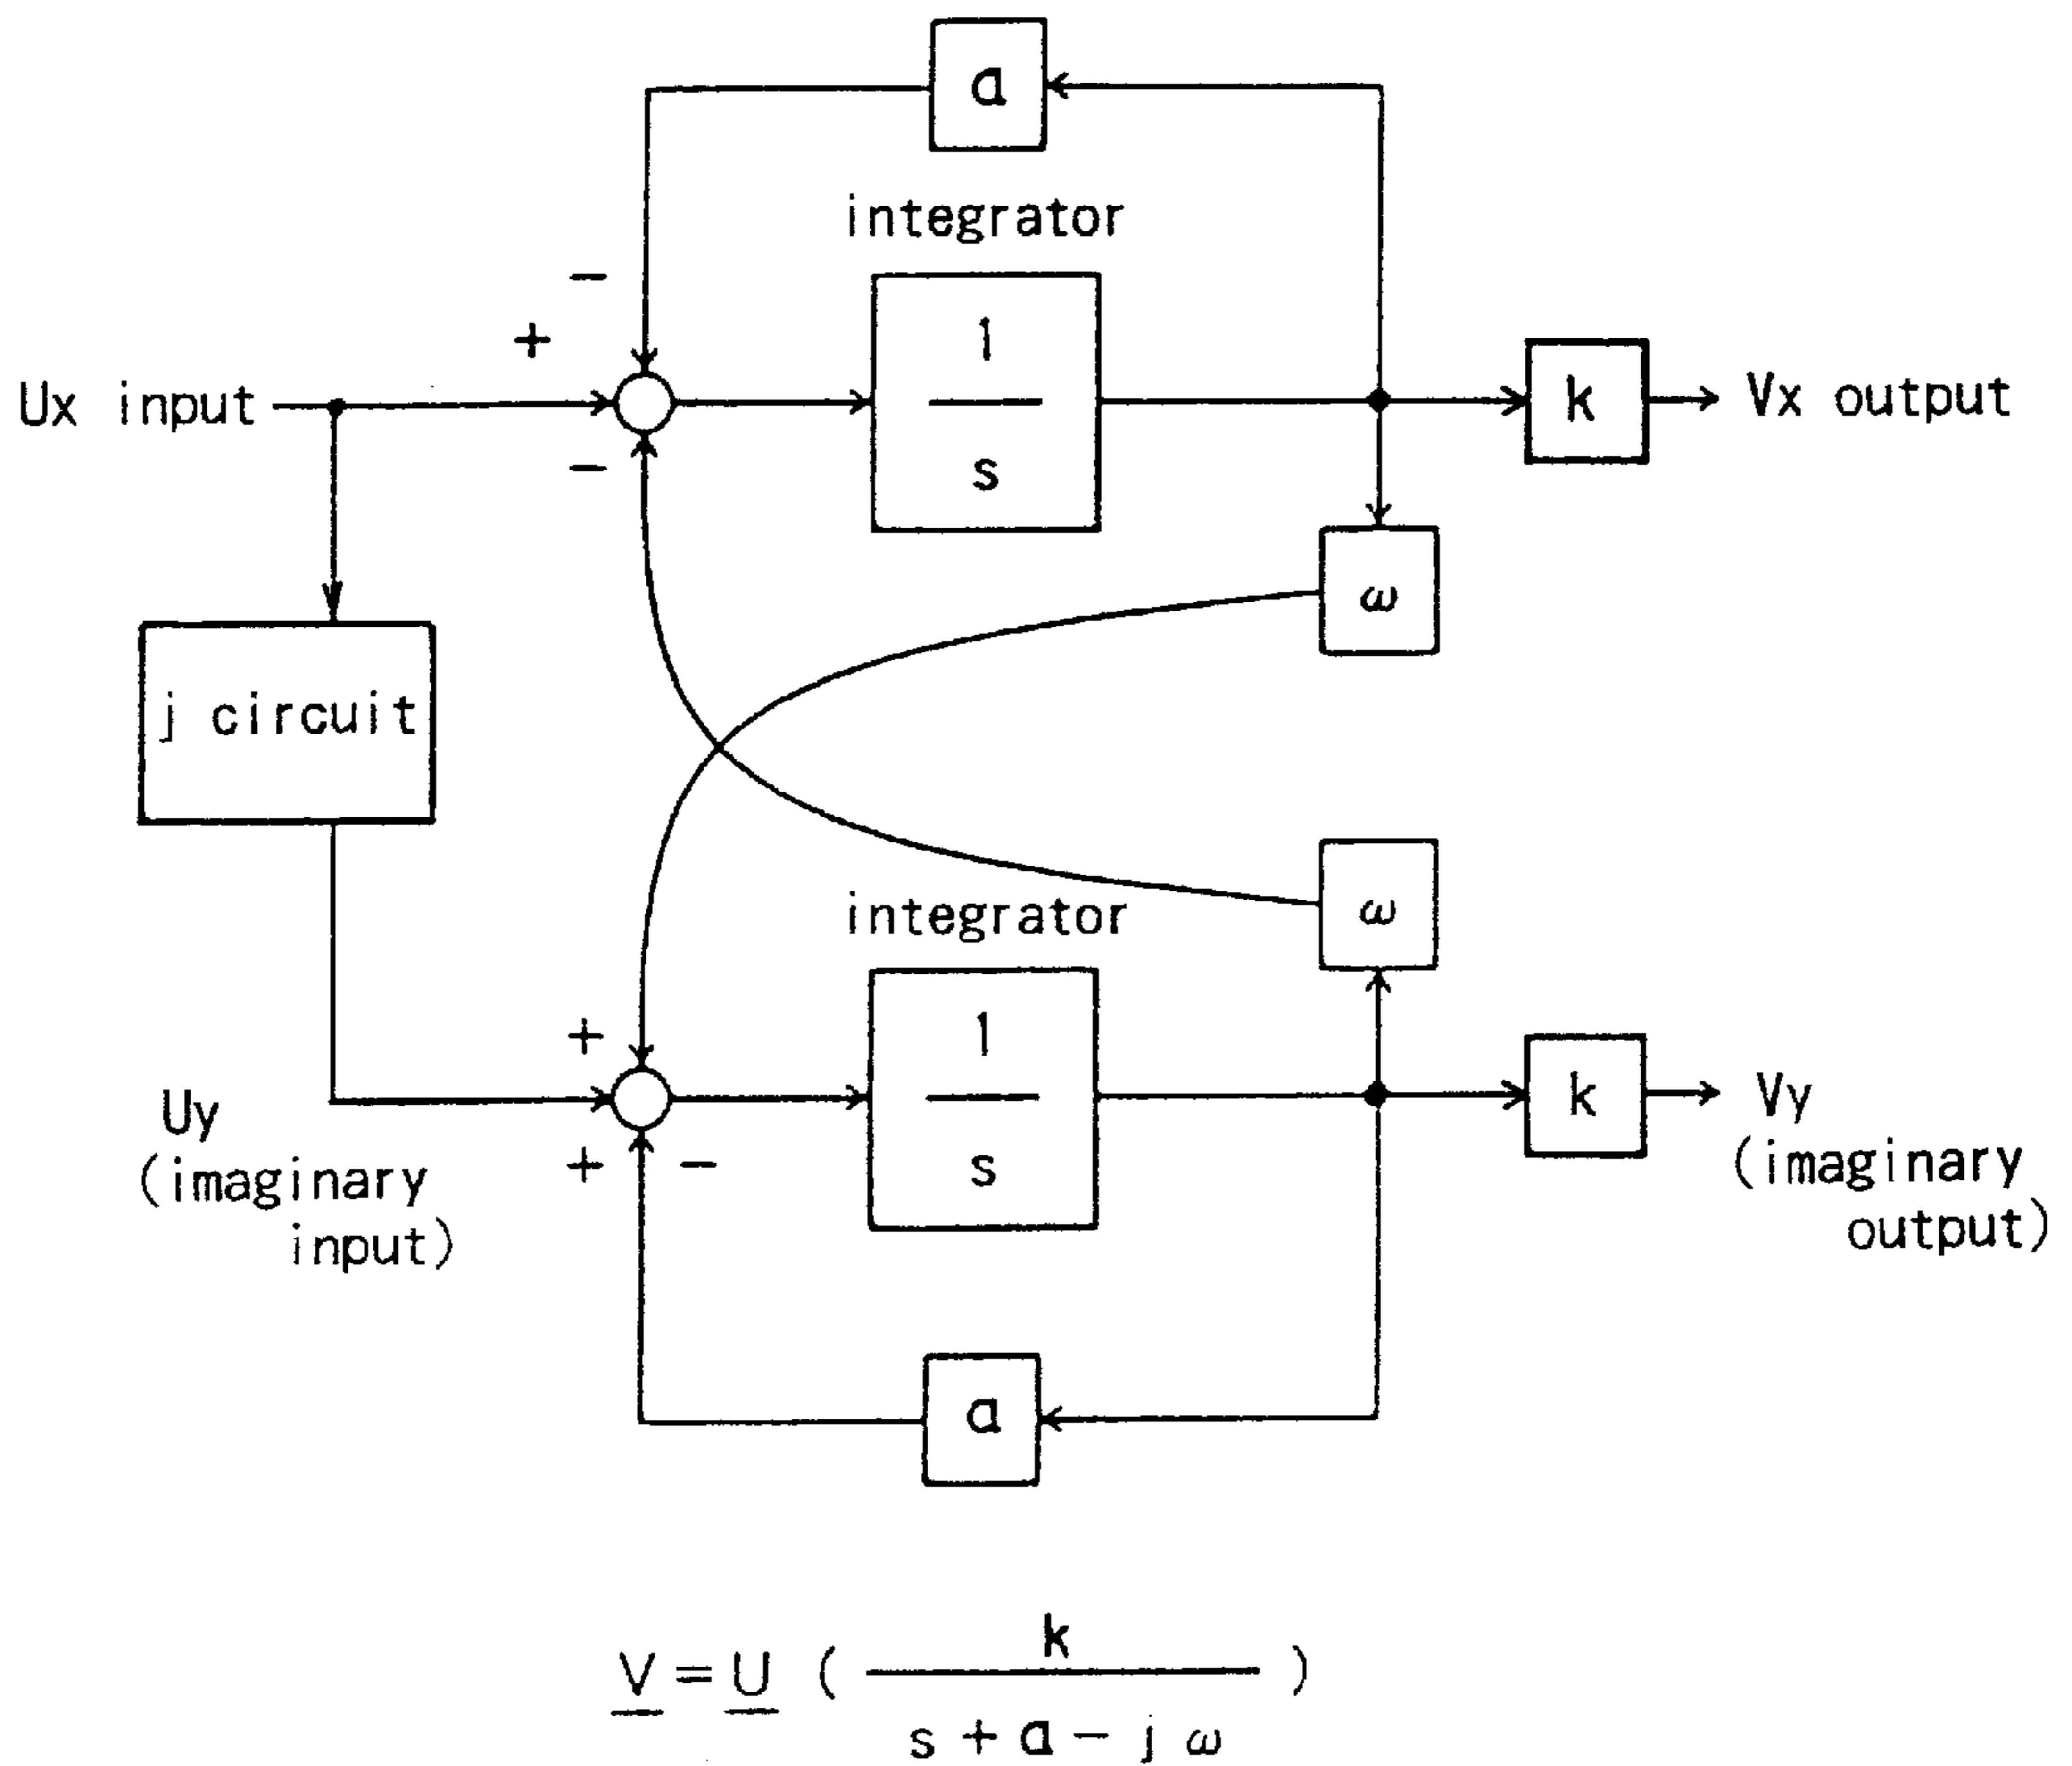 a
integrator
−
+
1
Ux input
k
Vx output
−
s
ω
j circuit
ω
integrator
+
1
k
Uy
Vy
(imaginary
input)
+
−
s
(imaginary
output)
a
V = U ( k / s + a − j ω )